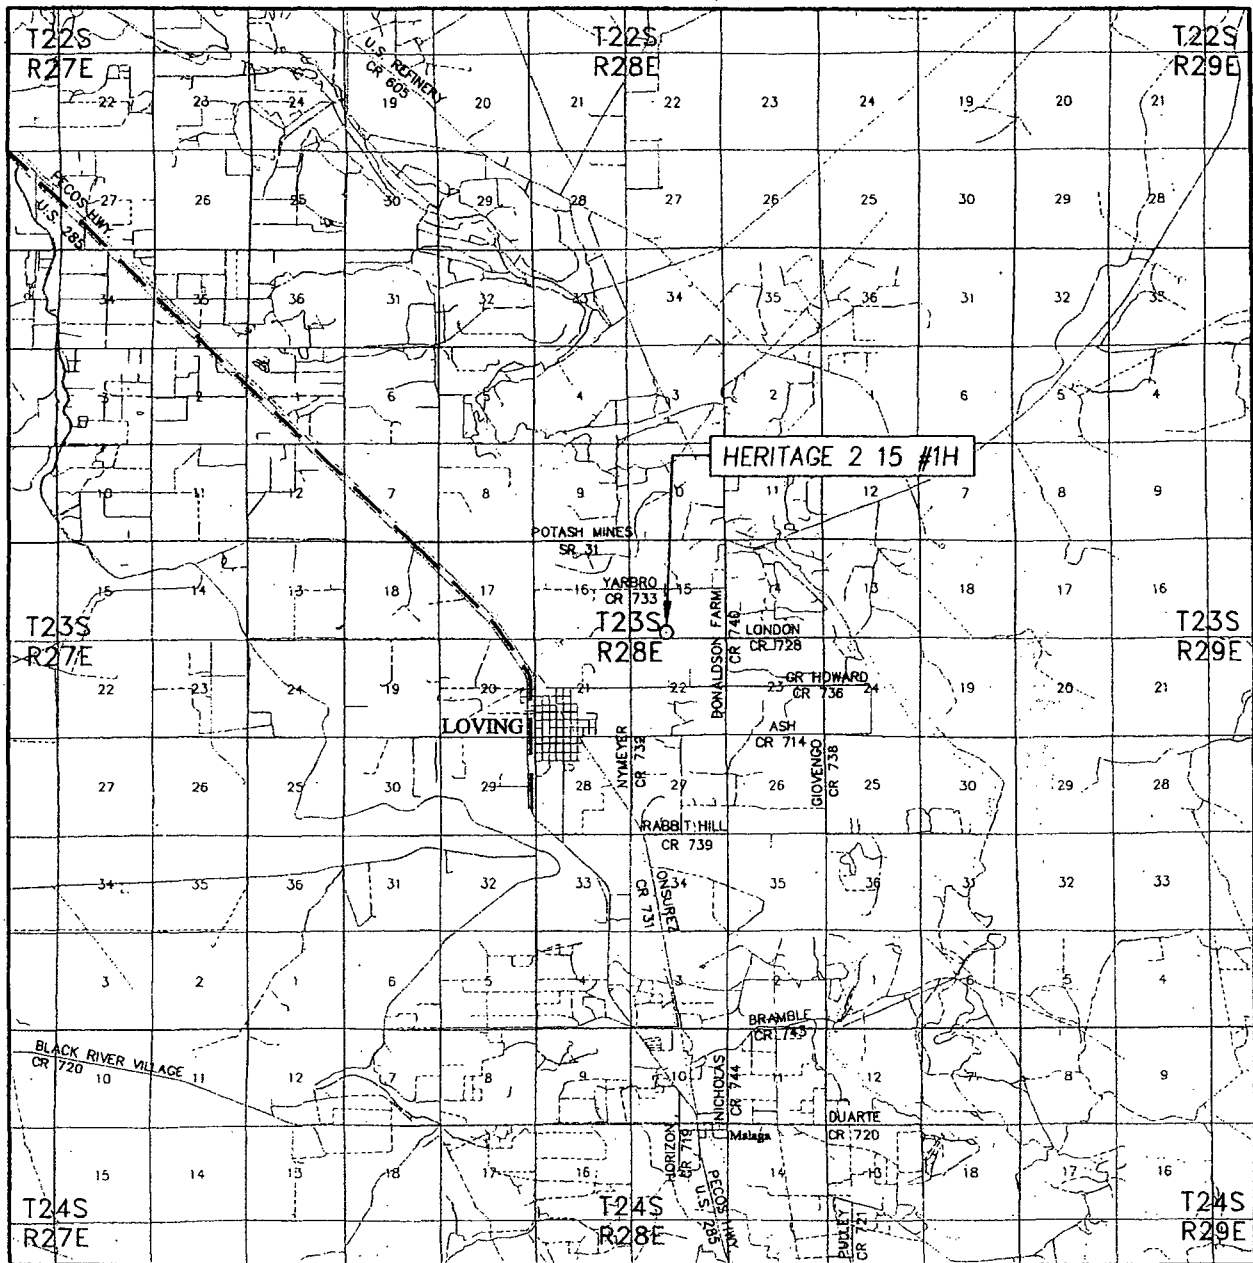 T22S
R27E
T22S
R28E
T22S
R29E
U.S. REFINERY
CR 605
22 23 24 19 20 21 22 23 24 19 20 21
PECOS HWY.
U.S. 285
27 26 25 30 29 28 27 26 25 30 29 28
34 35 36 31 32 33 34 35 36 31 32 33
3 2 1 6 5 4 3 2 1 6 5 4
HERITAGE 2 15 #1H
10 11 12 7 8 9 10 11 12 7 8 9
POTASH MINES
SR 31
15 14 13 18 17 16 15 14 13 18 17 16
YARBRO
CR 733
DONALDSON FARM
CR 740
T23S
R27E
T23S
R28E
LONDON
CR 728
T23S
R29E
22 23 24 19 20 21 22 23 24 19 20 21
GR HOWARD
CR 736
LOVING
ASH
CR 714
NYMEYER
CR 732
GIOVENGO
CR 738
27 26 25 30 29 28 27 26 25 30 29 28
RABBIT HILL
CR 739
34 35 36 31 32 33 34 35 36 31 32 33
ONSUREZ
CR 731
3 2 1 6 5 4 3 2 1 6 5 4
BRAMBLE
CR 743
BLACK RIVER VILLAGE
CR 720
10 11 12 7 8 9 10 11 12 7 8 9
NICHOLAS
CR 744
DUARTE
CR 720
Malaga
HORIZON
CR 719
15 14 13 18 17 16 14 13 18 17 16
PECOS HWY
U.S. 285
PULLEY
CR 721
T24S
R27E
T24S
R28E
T24S
R29E